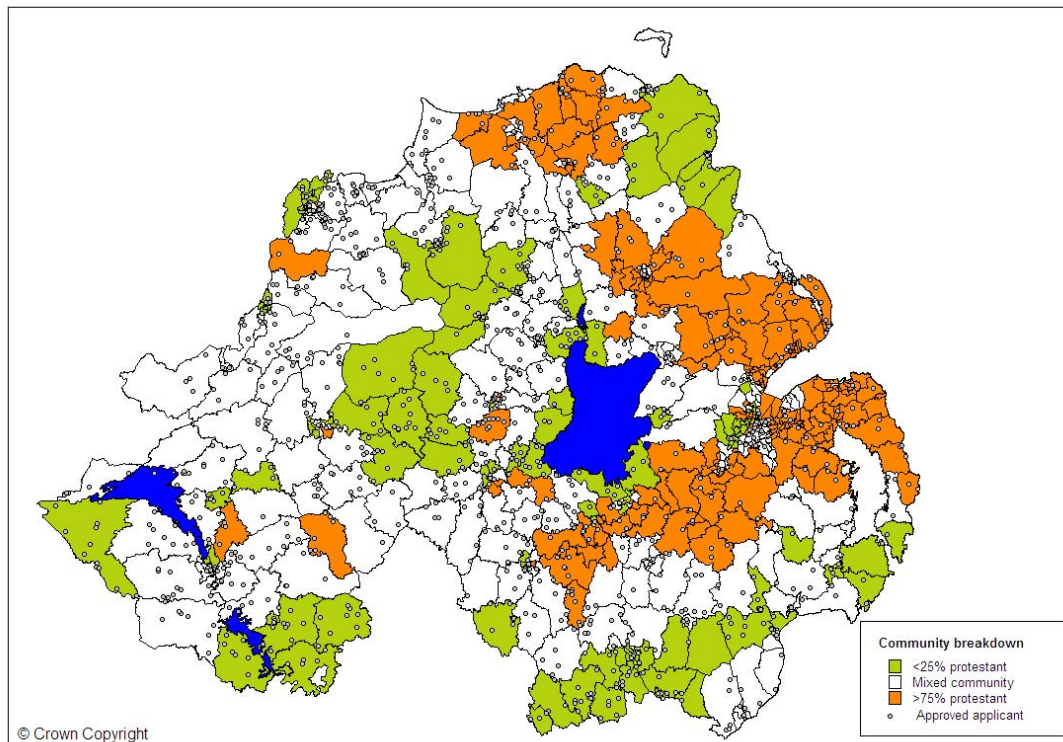 Community breakdown
<25% protestant
Mixed community
>75% protestant
Approved applicant
© Crown Copyright